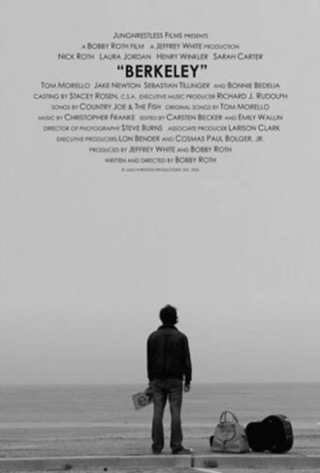 JUNGNRESTLESS FILMS PRESENTS
A BOBBY ROTH FILM A JEFFREY WHITE PRODUCTION
NICK ROTH LAURA JORDAN HENRY WINKLER SARAH CARTER
"BERKELEY"
TOM MORELLO JAKE NEWTON SEBASTIAN TILLINGER AND BONNIE BEDELIA
CASTING BY STACEY ROSEN, C.S.A. EXECUTIVE MUSIC PRODUCER RICHARD J. RUDOLPH
SONGS BY COUNTRY JOE & THE FISH ORIGINAL SONGS BY TOM MORELLO
MUSIC BY CHRISTOPHER FRANKE EDITED BY CARSTEN BECKER AND EMILY WALLIN
DIRECTOR OF PHOTOGRAPHY STEVE BURNS ASSOCIATE PRODUCER LARISON CLARK
EXECUTIVE PRODUCERS LON BENDER AND COSMAS PAUL BOLGER, JR.
PRODUCED BY JEFFREY WHITE AND BOBBY ROTH
WRITTEN AND DIRECTED BY BOBBY ROTH